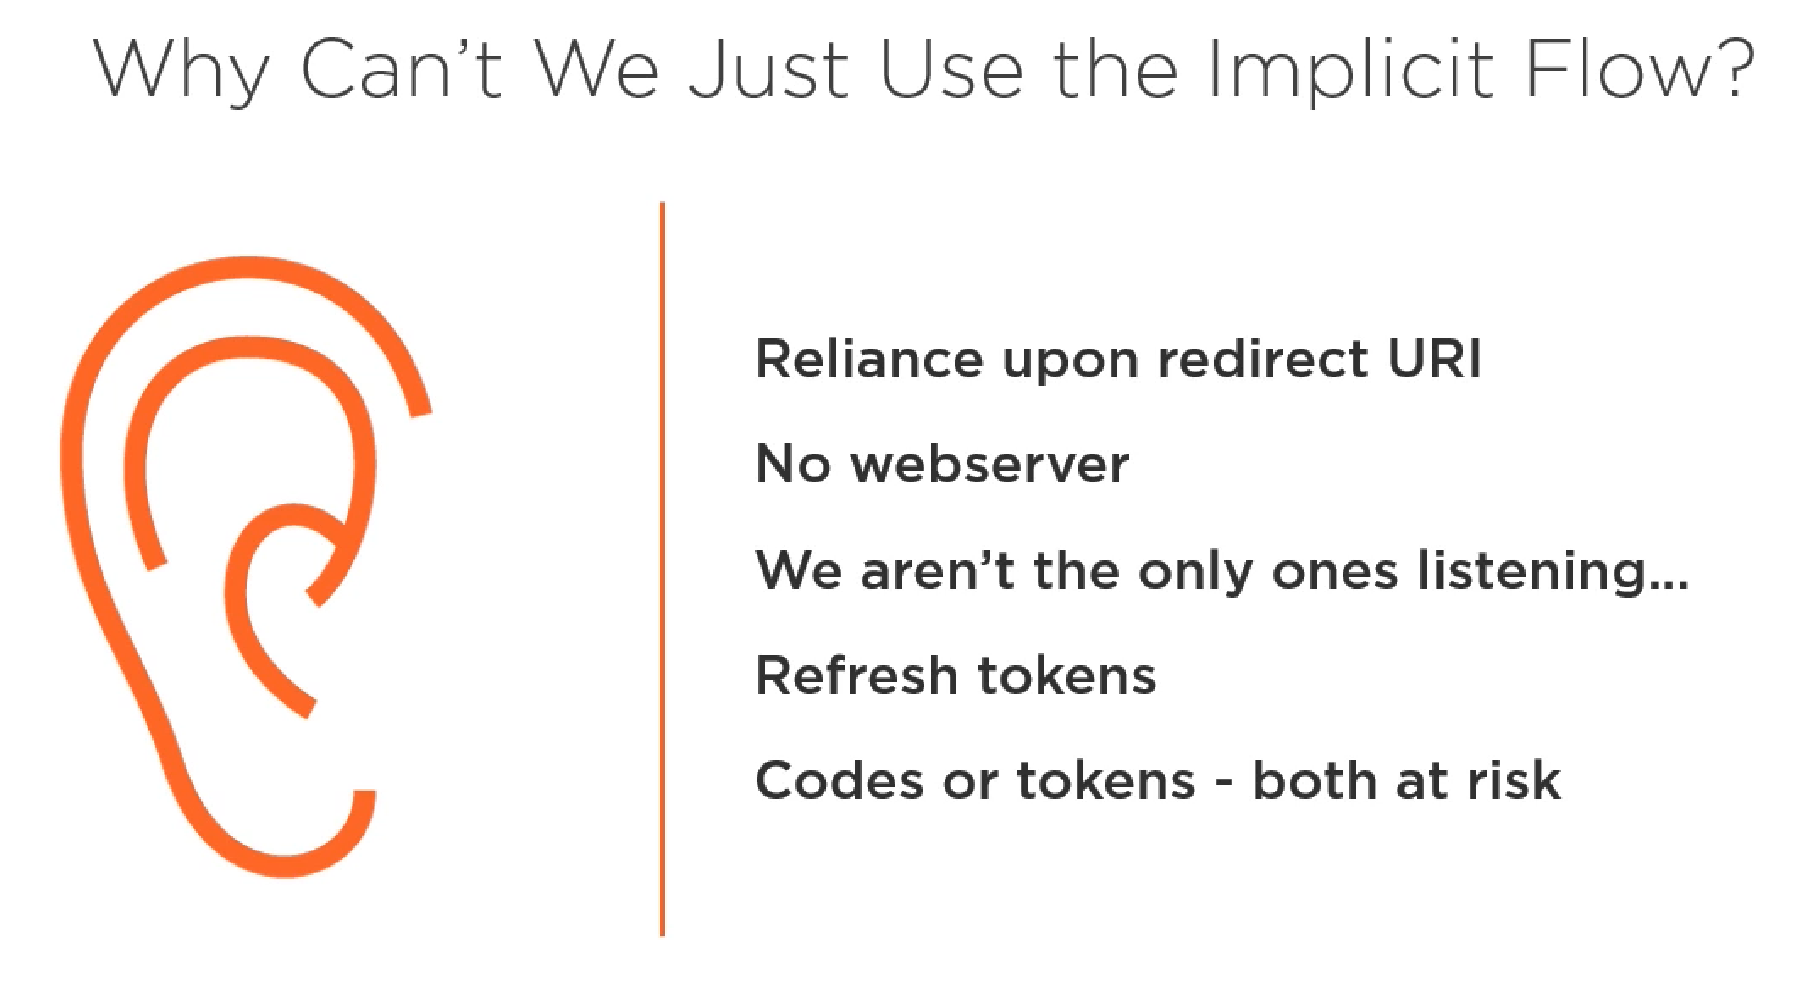 Why Can’t We Just Use the Implicit Flow?
Reliance upon redirect URI
No webserver
We aren’t the only ones listening...
Refresh tokens
Codes or tokens - both at risk